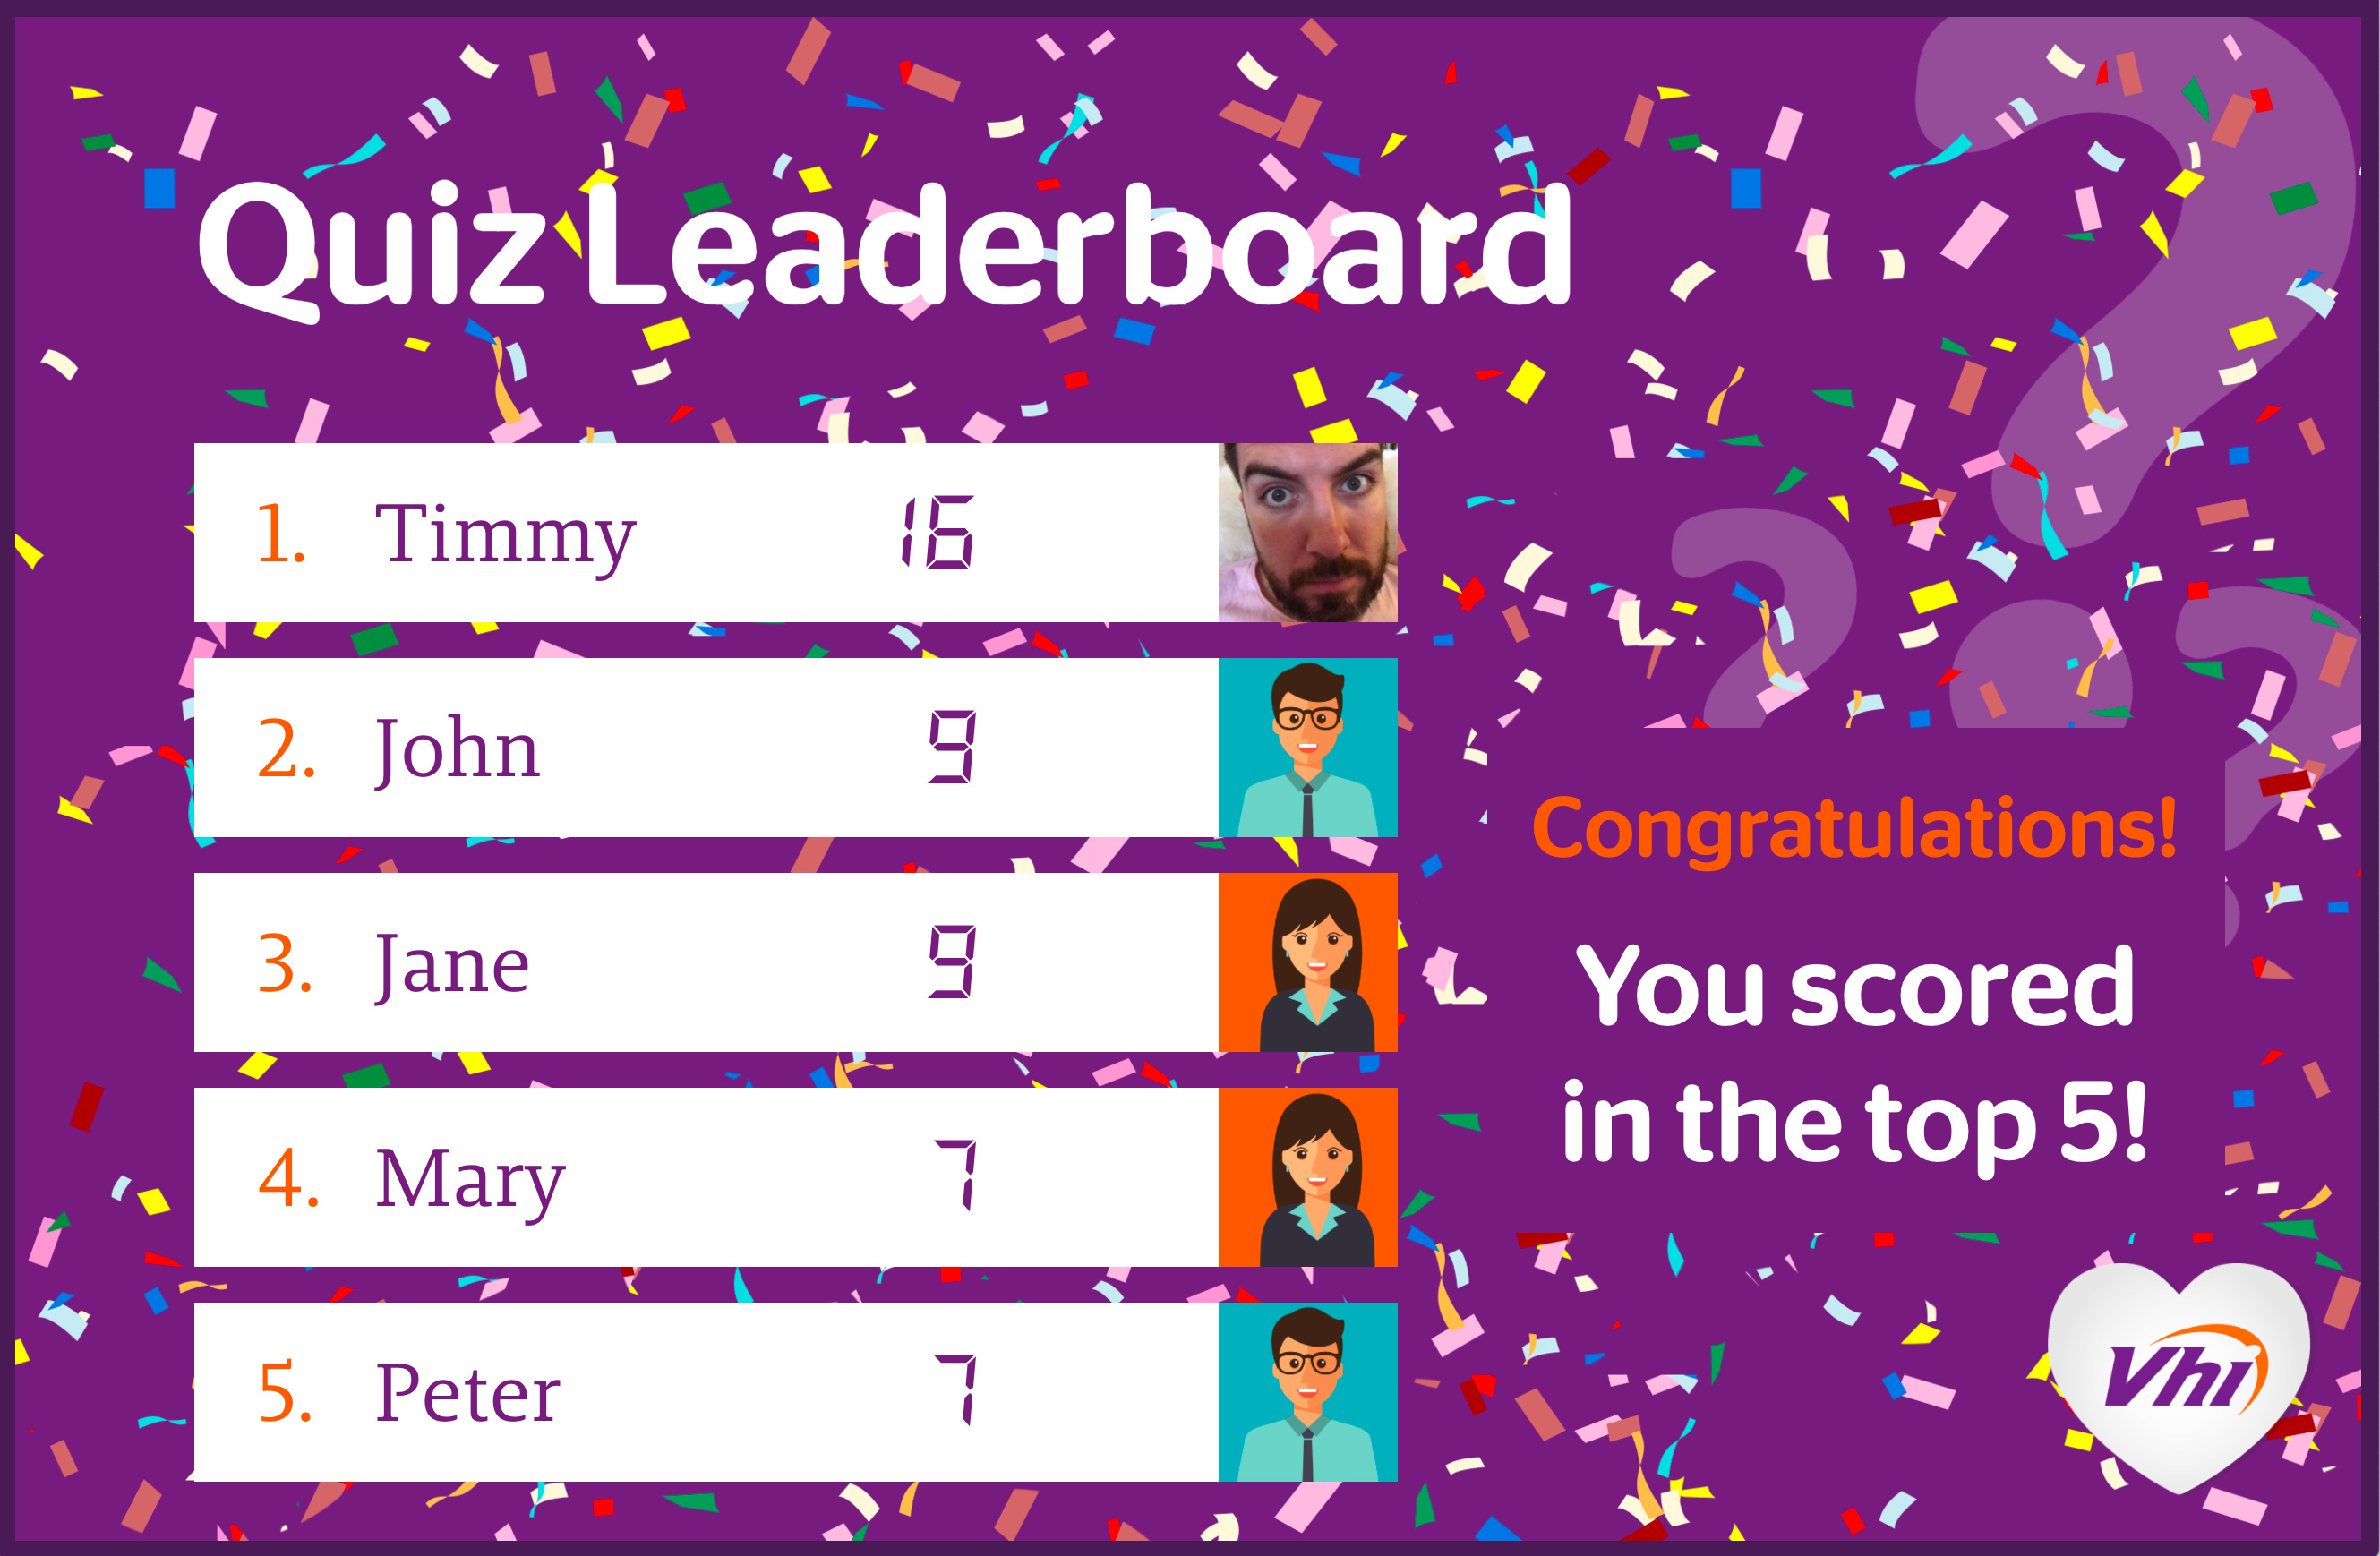 Quiz Leaderboard
1. Timmy 16
2. John 9
3. Jane 9
4. Mary 7
5. Peter 7
Congratulations!
You scored
in the top 5!
Vhi